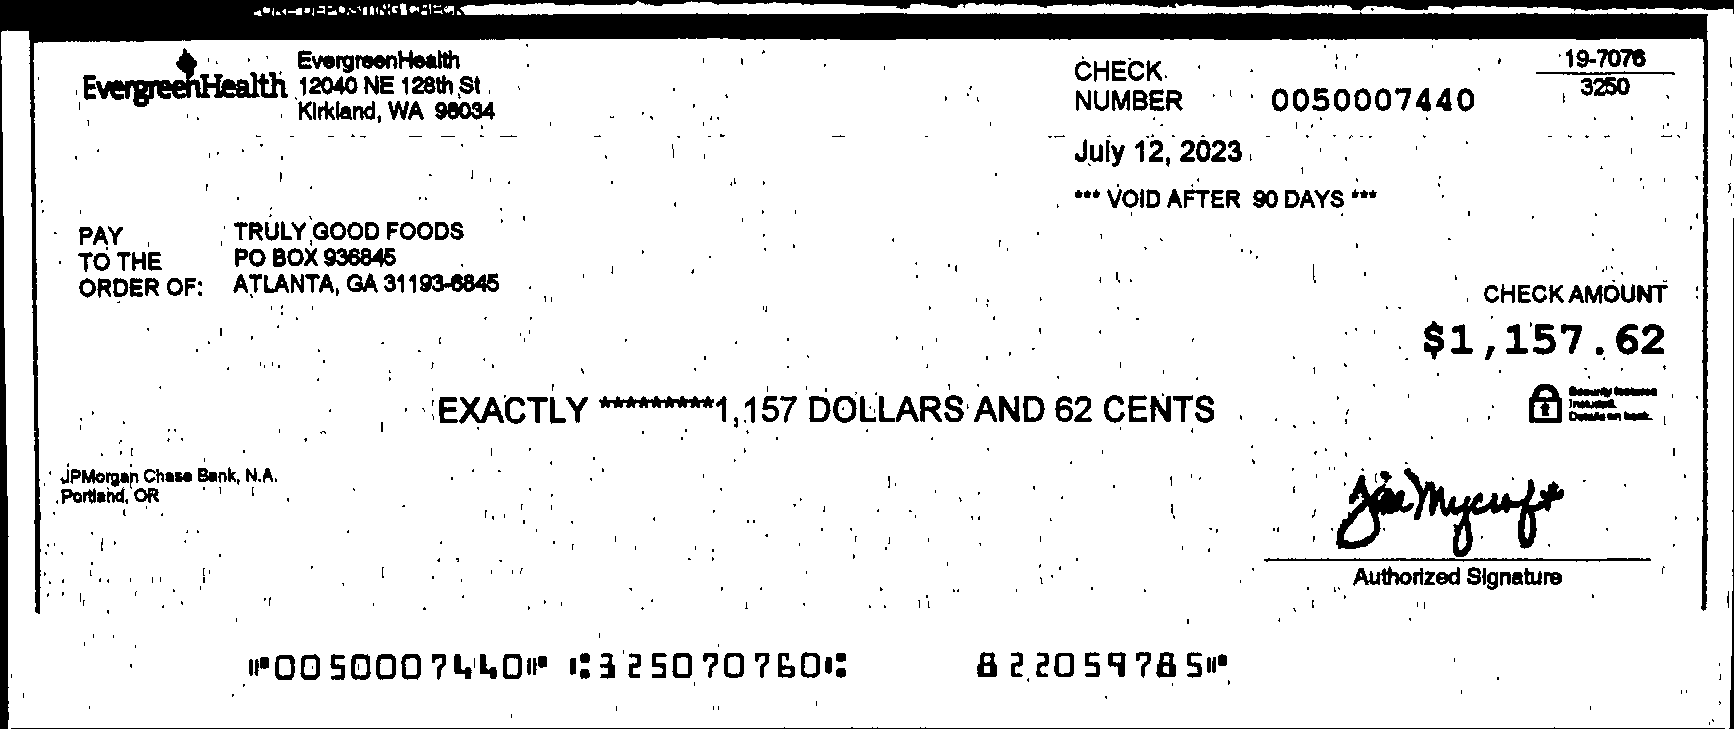 EvergreenHealth
EvergreenHealth
12040 NE 128th St
Kirkland, WA 98034
CHECK
NUMBER 0050007440
19-7076
3250
July 12, 2023
*** VOID AFTER 90 DAYS ***
PAY
TO THE
ORDER OF:
TRULY GOOD FOODS
PO BOX 936845
ATLANTA, GA 31193-6845
CHECK AMOUNT
$1,157.62
EXACTLY *********1,157 DOLLARS AND 62 CENTS
Security features
Included.
Details on back.
JPMorgan Chase Bank, N.A.
Portland, OR
Authorized Signature
⑈0050007440⑈ ⑆325070760⑆ 822059785⑈